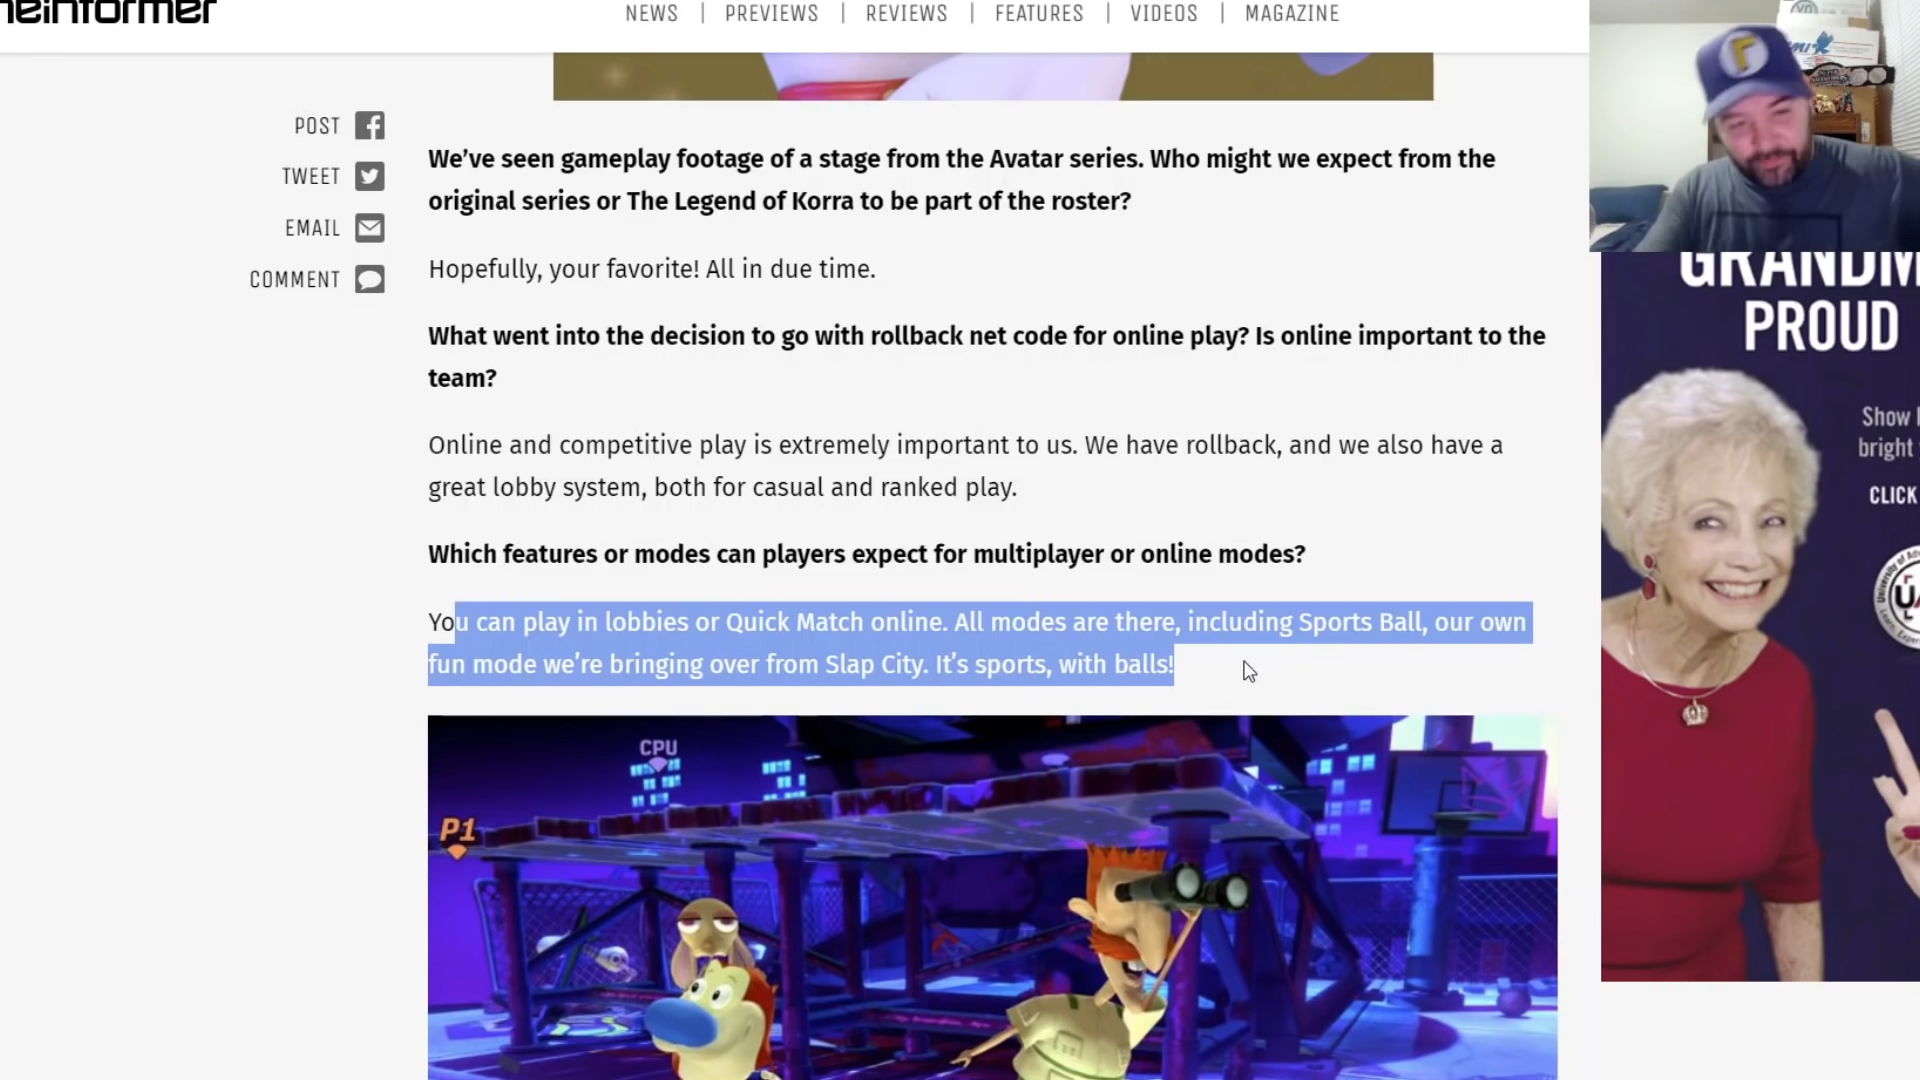 neinformer
NEWS | PREVIEWS | REVIEWS | FEATURES | VIDEOS | MAGAZINE
POST
TWEET
EMAIL
COMMENT
We’ve seen gameplay footage of a stage from the Avatar series. Who might we expect from the
original series or The Legend of Korra to be part of the roster?
Hopefully, your favorite! All in due time.
What went into the decision to go with rollback net code for online play? Is online important to the
team?
Online and competitive play is extremely important to us. We have rollback, and we also have a
great lobby system, both for casual and ranked play.
Which features or modes can players expect for multiplayer or online modes?
You can play in lobbies or Quick Match online. All modes are there, including Sports Ball, our own
fun mode we’re bringing over from Slap City. It’s sports, with balls!
CPU
P1
GRANDM
PROUD
Show
bright
CLICK